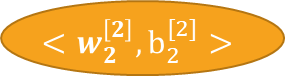 < w₂^[2], b₂^[2] >